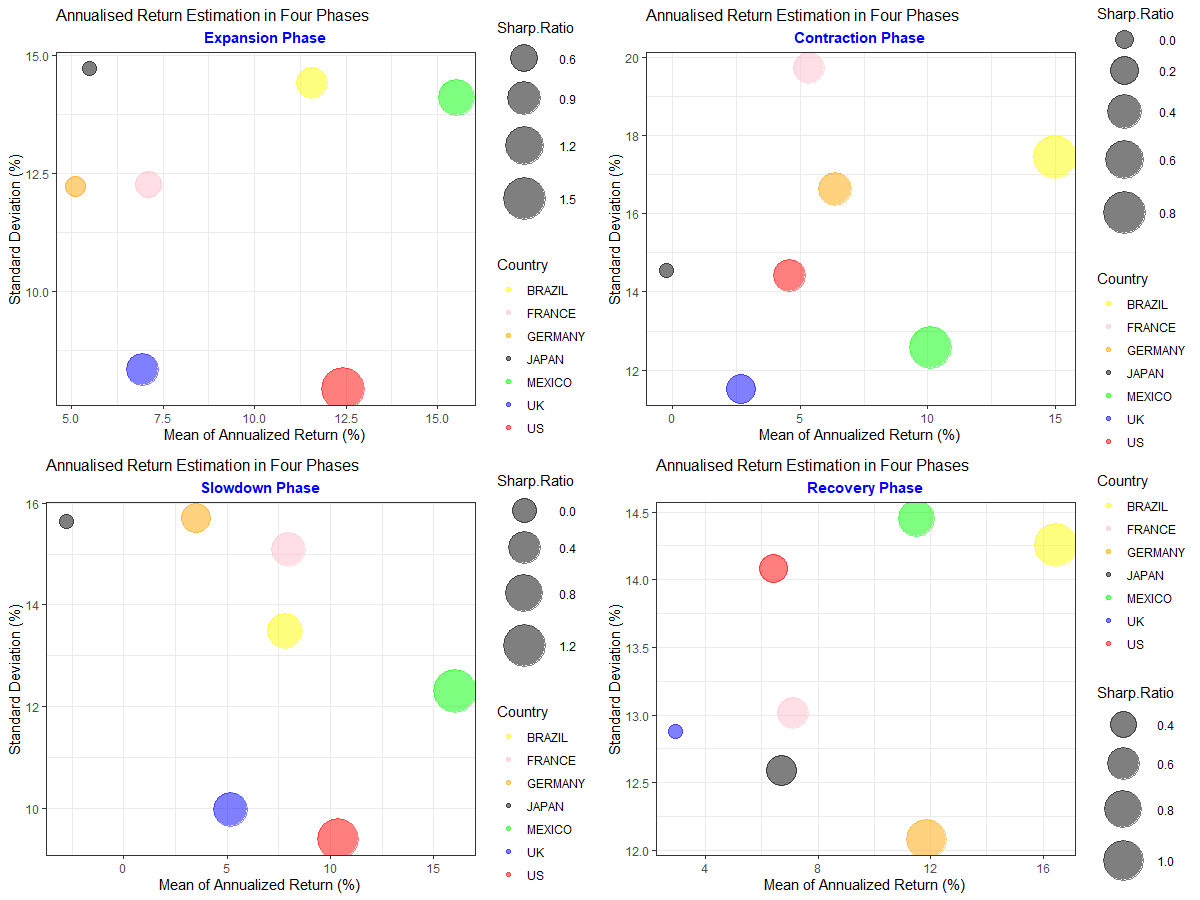 Annualised Return Estimation in Four Phases
Expansion Phase
Standard Deviation (%)
15.0
12.5
10.0
5.0 7.5 10.0 12.5 15.0
Mean of Annualized Return (%)
Sharp.Ratio
0.6
0.9
1.2
1.5
Country
BRAZIL
FRANCE
GERMANY
JAPAN
MEXICO
UK
US
Annualised Return Estimation in Four Phases
Contraction Phase
Standard Deviation (%)
20
18
16
14
12
0 5 10 15
Mean of Annualized Return (%)
Sharp.Ratio
0.0
0.2
0.4
0.6
0.8
Country
BRAZIL
FRANCE
GERMANY
JAPAN
MEXICO
UK
US
Annualised Return Estimation in Four Phases
Slowdown Phase
Standard Deviation (%)
16
14
12
10
0 5 10 15
Mean of Annualized Return (%)
Sharp.Ratio
0.0
0.4
0.8
1.2
Country
BRAZIL
FRANCE
GERMANY
JAPAN
MEXICO
UK
US
Annualised Return Estimation in Four Phases
Recovery Phase
Standard Deviation (%)
14.5
14.0
13.5
13.0
12.5
12.0
4 8 12 16
Mean of Annualized Return (%)
Country
BRAZIL
FRANCE
GERMANY
JAPAN
MEXICO
UK
US
Sharp.Ratio
0.4
0.6
0.8
1.0